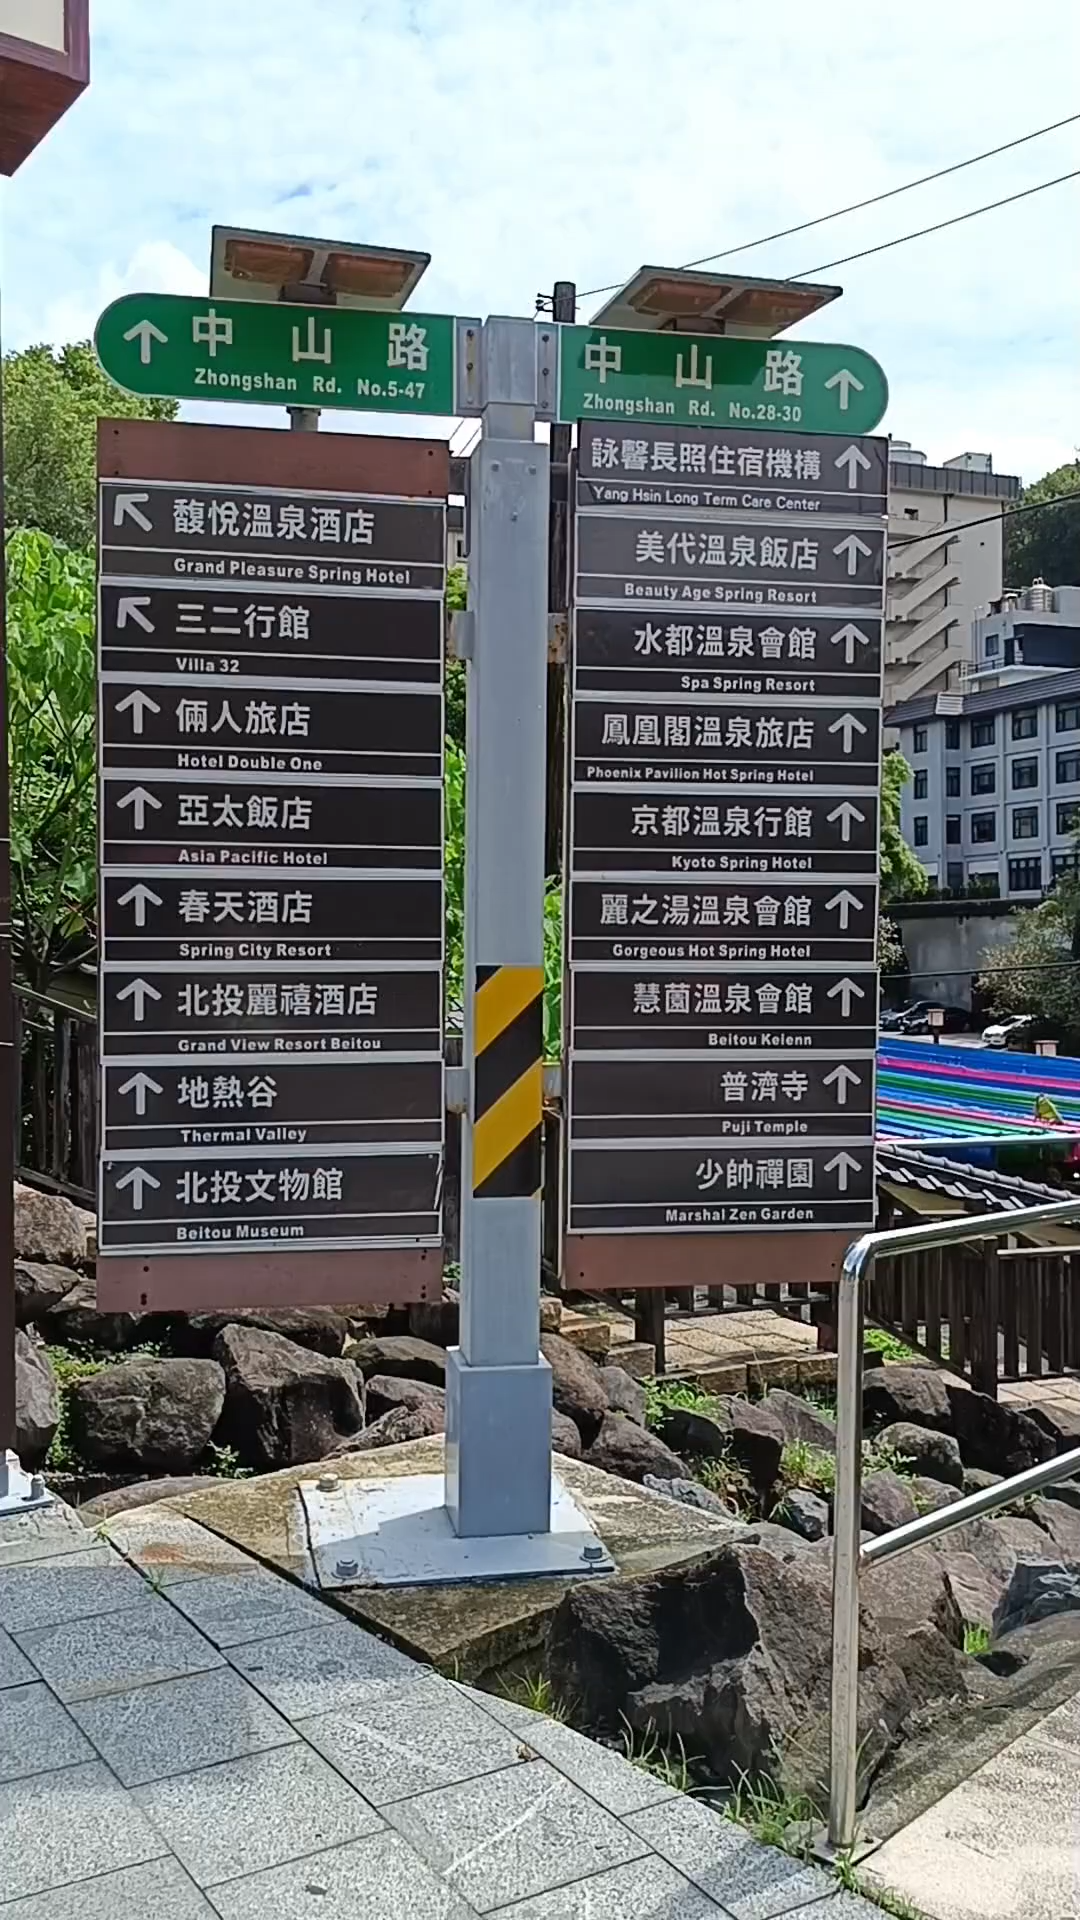 中山路
Zhongshan Rd. No.5-47
馥悅溫泉酒店
Grand Pleasure Spring Hotel
三二行館
Villa 32
倆人旅店
Hotel Double One
亞太飯店
Asia Pacific Hotel
春天酒店
Spring City Resort
北投麗禧酒店
Grand View Resort Beitou
地熱谷
Thermal Valley
北投文物館
Beitou Museum
中山路
Zhongshan Rd. No.28-30
詠馨長照住宿機構
Yang Hsin Long Term Care Center
美代溫泉飯店
Beauty Age Spring Resort
水都溫泉會館
Spa Spring Resort
鳳凰閣溫泉旅店
Phoenix Pavilion Hot Spring Hotel
京都溫泉行館
Kyoto Spring Hotel
麗之湯溫泉會館
Gorgeous Hot Spring Hotel
慧薗溫泉會館
Beitou Keienn
普濟寺
Puji Temple
少帥禪園
Marshal Zen Garden